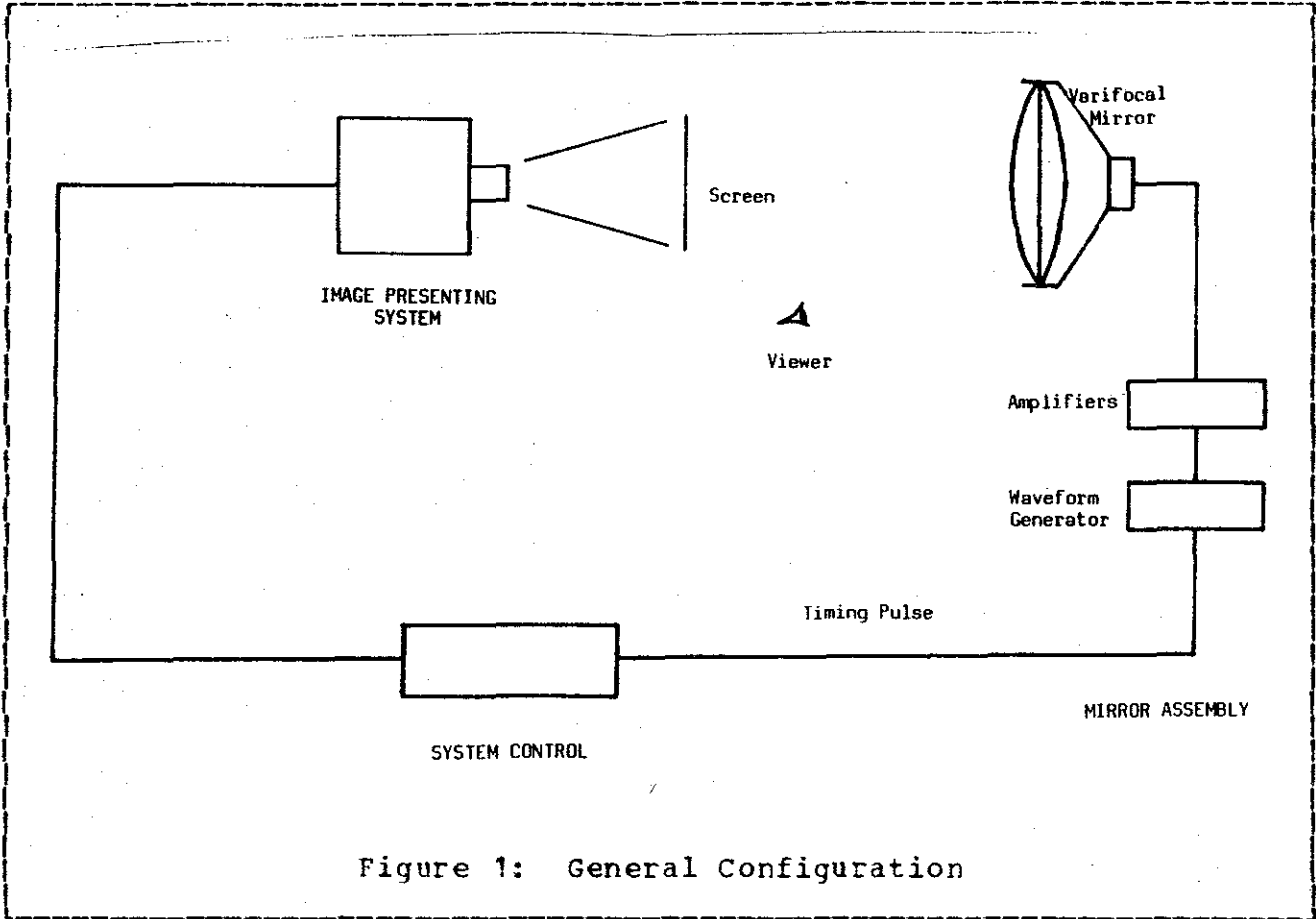 Varifocal
Mirror
Screen
IMAGE PRESENTING
SYSTEM
Viewer
Amplifiers
Waveform
Generator
Timing Pulse
MIRROR ASSEMBLY
SYSTEM CONTROL
Figure 1: General Configuration